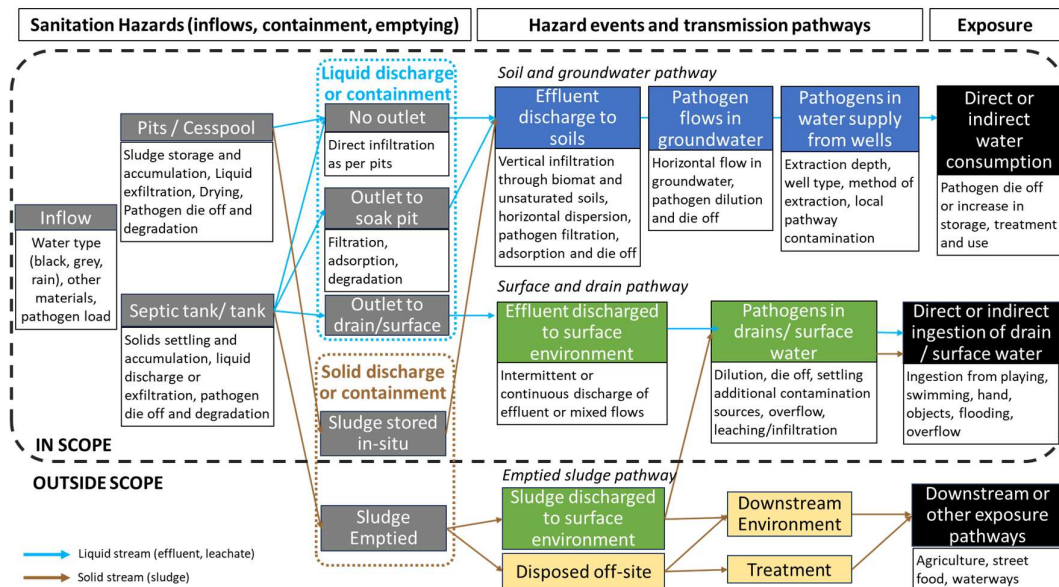 Sanitation Hazards (inflows, containment, emptying)
Hazard events and transmission pathways
Exposure
Inflow
Water type
(black, grey,
rain), other
materials,
pathogen load
Pits / Cesspool
Sludge storage and
accumulation, Liquid
exfiltration, Drying,
Pathogen die off and
degradation
Septic tank/ tank
Solids settling and
accumulation, liquid
discharge or
exfiltration, pathogen
die off and degradation
Liquid discharge
or containment
No outlet
Direct infiltration
as per pits
Outlet to
soak pit
Filtration,
adsorption,
degradation
Outlet to
drain/surface
Solid discharge
or containment
Sludge stored
in-situ
Sludge
Emptied
Soil and groundwater pathway
Effluent
discharge to
soils
Vertical infiltration
through biomat and
unsaturated soils,
horizontal dispersion,
pathogen filtration,
adsorption and die off
Pathogen
flows in
groundwater
Horizontal flow in
groundwater,
pathogen dilution
and die off
Pathogens in
water supply
from wells
Extraction depth,
well type, method of
extraction, local
pathway
contamination
Direct or
indirect
water
consumption
Pathogen die off
or increase in
storage, treatment
and use
Surface and drain pathway
Effluent discharged
to surface
environment
Intermittent or
continuous discharge of
effluent or mixed flows
Pathogens in
drains/ surface
water
Dilution, die off, settling
additional contamination
sources, overflow,
leaching/infiltration
Direct or indirect
ingestion of drain
/ surface water
Ingestion from playing,
swimming, hand,
objects, flooding,
overflow
IN SCOPE
OUTSIDE SCOPE
Emptied sludge pathway
Sludge discharged
to surface
environment
Disposed off-site
Downstream
Environment
Treatment
Downstream or
other exposure
pathways
Agriculture, street
food, waterways
Liquid stream (effluent, leachate)
Solid stream (sludge)